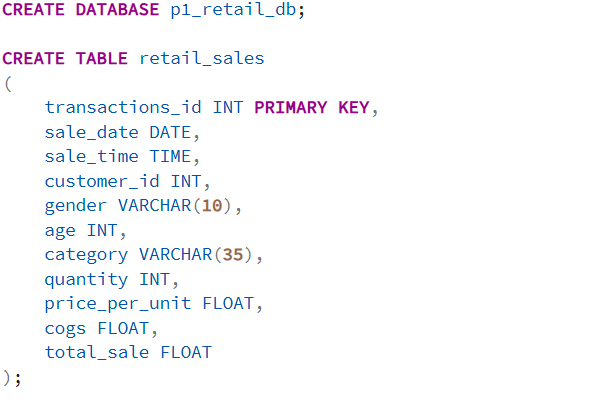 CREATE DATABASE p1_retail_db;
CREATE TABLE retail_sales
(
    transactions_id INT PRIMARY KEY,
    sale_date DATE,
    sale_time TIME,
    customer_id INT,
    gender VARCHAR(10),
    age INT,
    category VARCHAR(35),
    quantity INT,
    price_per_unit FLOAT,
    cogs FLOAT,
    total_sale FLOAT
);